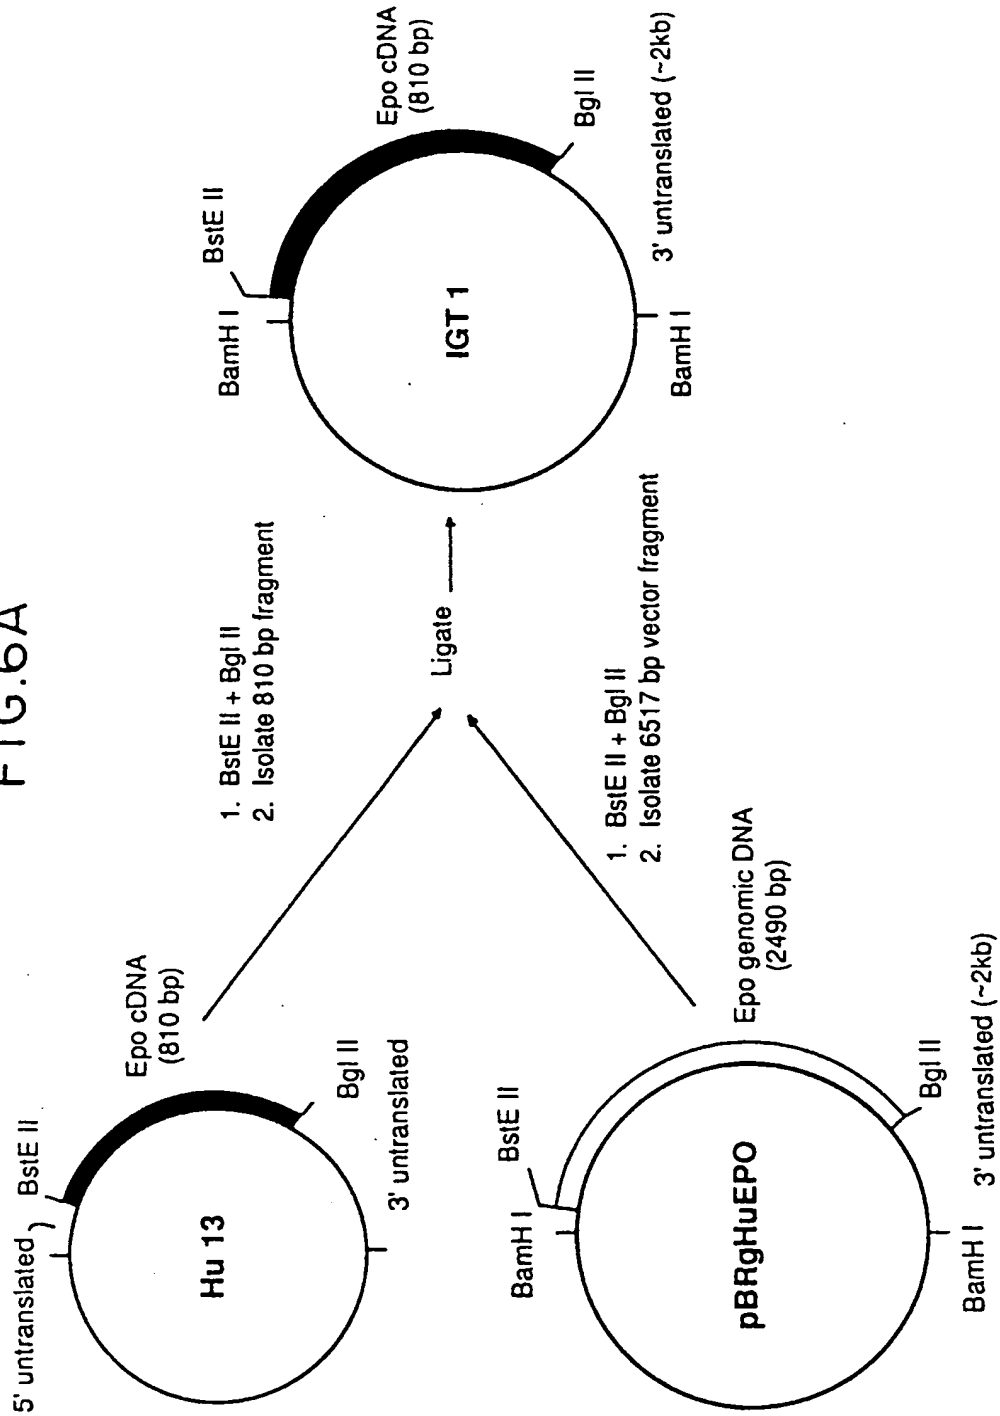 FIG.6A
5' untranslated
BstE II
Epo cDNA
(810 bp)
Hu 13
Bgl II
3' untranslated
1. BstE II + Bgl II
2. Isolate 810 bp fragment
Ligate
BamH I
BstE II
Epo cDNA
(810 bp)
IGT 1
Bgl II
3' untranslated (~2kb)
BamH I
BamH I
BstE II
Epo genomic DNA
(2490 bp)
pBRgHuEPO
Bgl II
3' untranslated (~2kb)
BamH I
1. BstE II + Bgl II
2. Isolate 6517 bp vector fragment